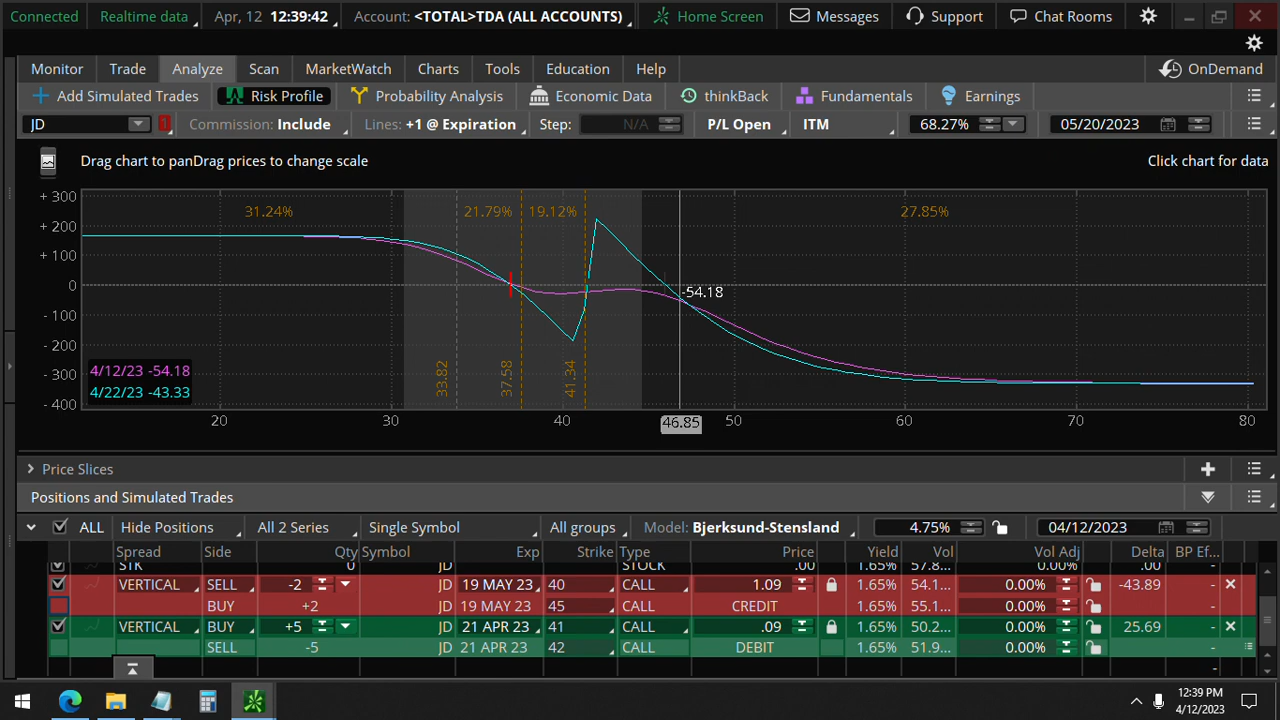 Connected Realtime data Apr, 12 12:39:42 Account: <TOTAL>TDA (ALL ACCOUNTS) Home Screen Messages Support Chat Rooms
Monitor Trade Analyze Scan MarketWatch Charts Tools Education Help OnDemand
Add Simulated Trades Risk Profile Probability Analysis Economic Data thinkBack Fundamentals Earnings
JD 1 Commission: Include Lines: +1 @ Expiration Step: N/A P/L Open ITM 68.27% 05/20/2023
Drag chart to panDrag prices to change scale Click chart for data
+ 300
+ 200
+ 100
0
- 100
- 200
- 300
- 400
31.24% 21.79% 19.12% 27.85%
-54.18
33.82 37.58 41.34
4/12/23 -54.18
4/22/23 -43.33
20 30 40 46.85 50 60 70 80
Price Slices
Positions and Simulated Trades
ALL Hide Positions All 2 Series Single Symbol All groups Model: Bjerksund-Stensland 4.75% 04/12/2023
Spread Side Qty Symbol Exp Strike Type Price Yield Vol Vol Adj Delta BP Ef...
STK 0 JD STOCK .00 1.65% 57.8... 0.00% .00
VERTICAL SELL -2 JD 19 MAY 23 40 CALL 1.09 1.65% 54.1... 0.00% -43.89 -
BUY +2 JD 19 MAY 23 45 CALL CREDIT 1.65% 55.1... 0.00% -
VERTICAL BUY +5 JD 21 APR 23 41 CALL .09 1.65% 50.2... 0.00% 25.69 -
SELL -5 JD 21 APR 23 42 CALL DEBIT 1.65% 51.9... 0.00% -
-
12:39 PM
4/12/2023